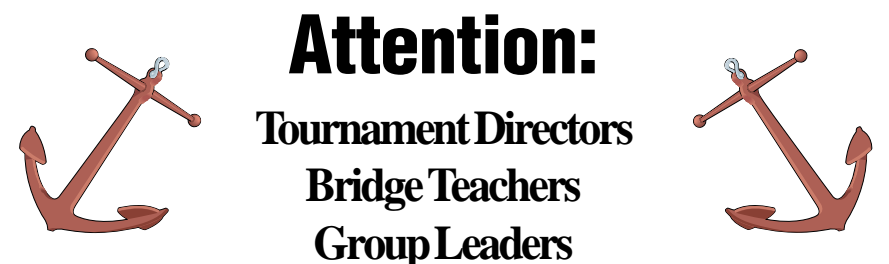 Attention:
Tournament Directors
Bridge Teachers
Group Leaders